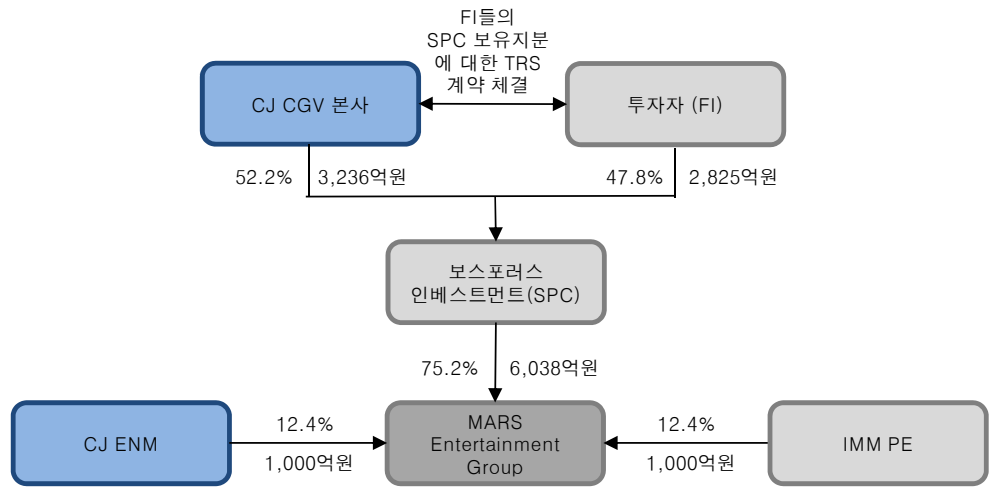 FI들의
SPC 보유지분
에 대한 TRS
계약 체결
CJ CGV 본사
투자자 (FI)
52.2%
3,236억원
47.8%
2,825억원
보스포러스
인베스트먼트(SPC)
75.2%
6,038억원
CJ ENM
12.4%
1,000억원
MARS
Entertainment
Group
12.4%
1,000억원
IMM PE